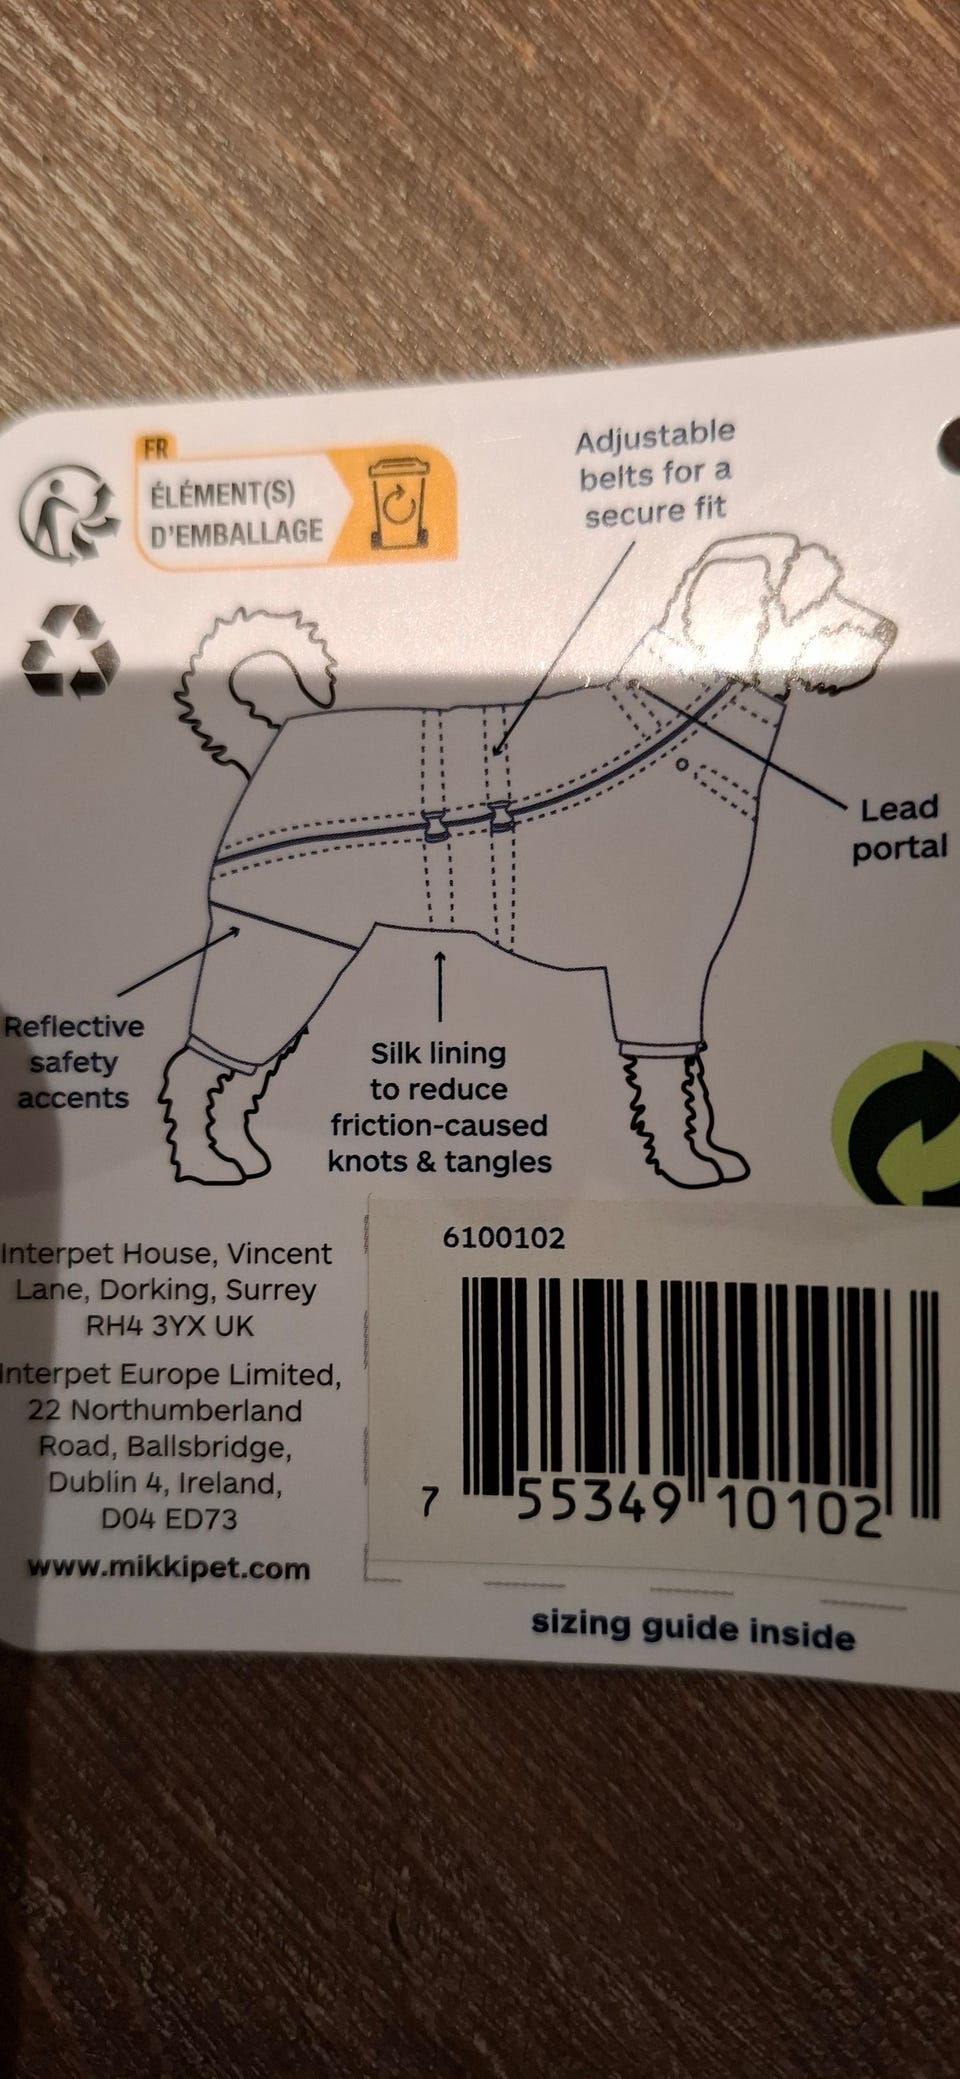 FR
ÉLÉMENT(S)
D'EMBALLAGE
Adjustable
belts for a
secure fit
Lead
portal
Reflective
safety
accents
Silk lining
to reduce
friction-caused
knots & tangles
Interpet House, Vincent
Lane, Dorking, Surrey
RH4 3YX UK
Interpet Europe Limited,
22 Northumberland
Road, Ballsbridge,
Dublin 4, Ireland,
D04 ED73
www.mikkipet.com
6100102
7 55349 10102
sizing guide inside